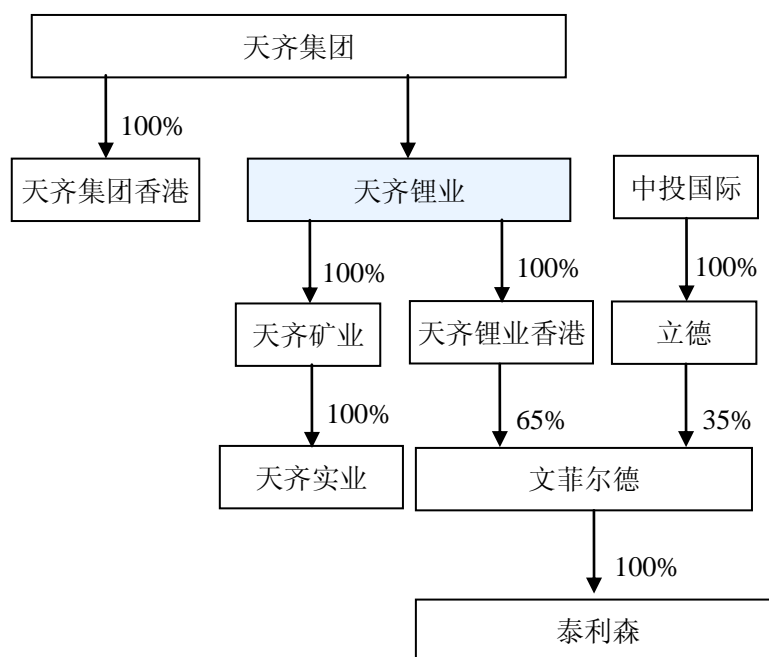 天齐集团
100%
天齐集团香港
天齐锂业
中投国际
100%
100%
100%
天齐矿业
天齐锂业香港
立德
100%
65%
35%
天齐实业
文菲尔德
100%
泰利森